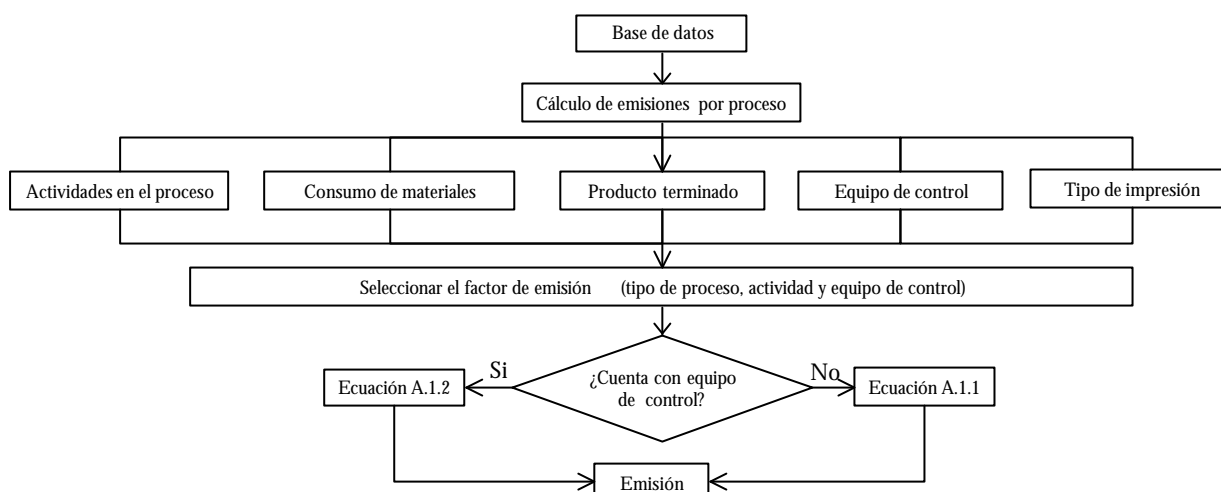 Base de datos
Cálculo de emisiones por proceso
Actividades en el proceso
Consumo de materiales
Producto terminado
Equipo de control
Tipo de impresión
Seleccionar el factor de emisión (tipo de proceso, actividad y equipo de control)
Si
¿Cuenta con equipo
de control?
No
Ecuación A.1.2
Ecuación A.1.1
Emisión